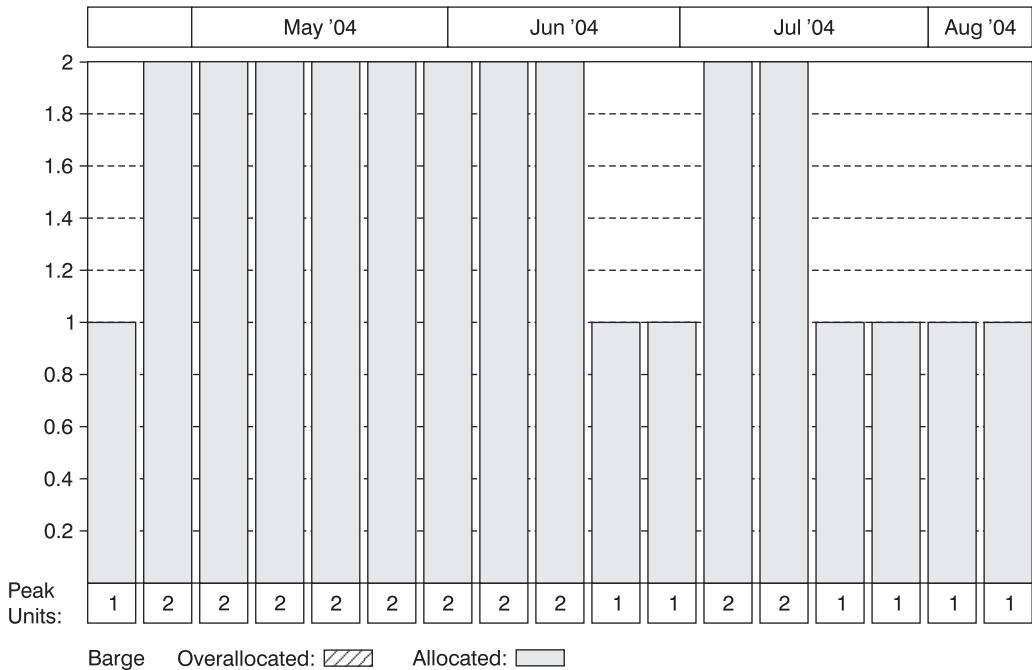 May ’04 Jun ’04 Jul ’04 Aug ’04
2
1.8
1.6
1.4
1.2
1
0.8
0.6
0.4
0.2
Peak
Units: 1 2 2 2 2 2 2 2 2 1 1 2 2 1 1 1 1
Barge Overallocated: Allocated: